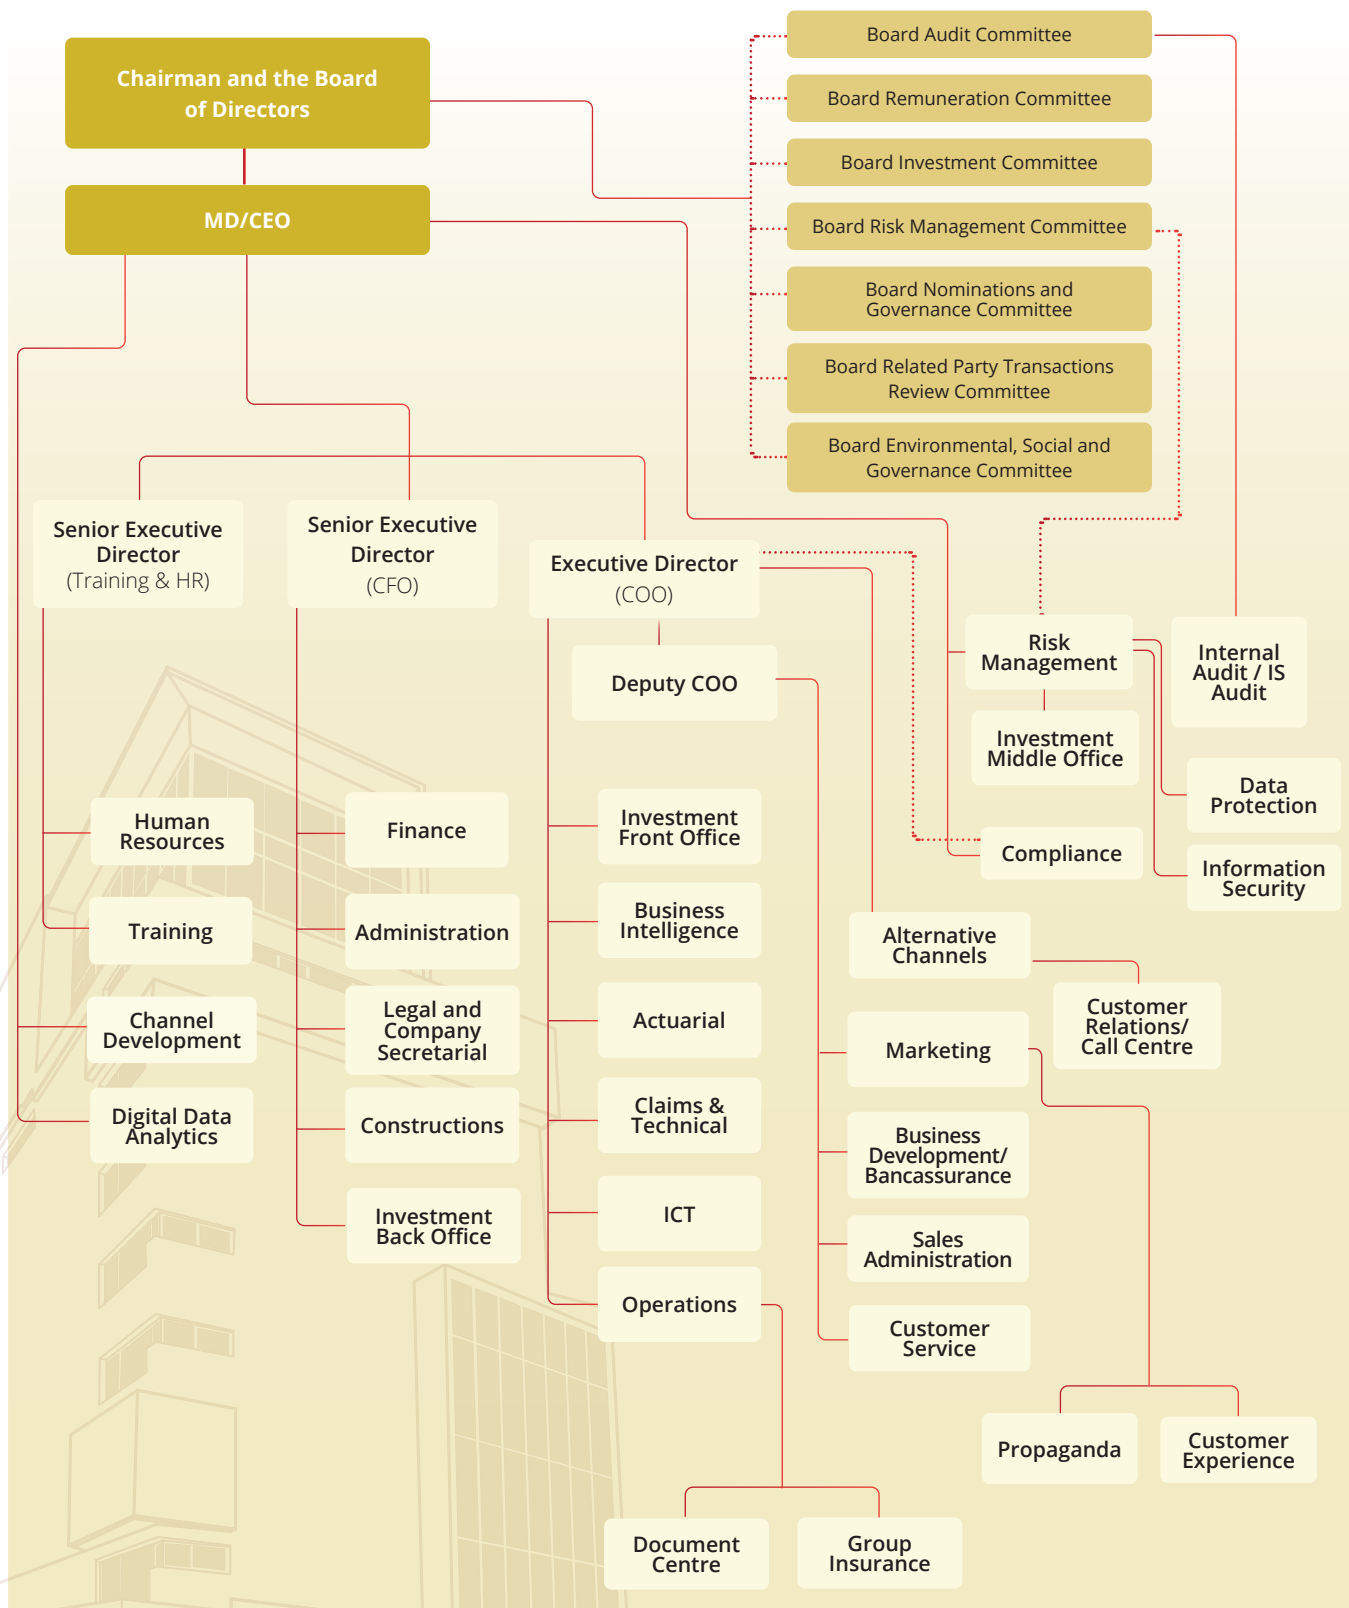 Chairman and the Board
of Directors
MD/CEO
Board Audit Committee
Board Remuneration Committee
Board Investment Committee
Board Risk Management Committee
Board Nominations and
Governance Committee
Board Related Party Transactions
Review Committee
Board Environmental, Social and
Governance Committee
Senior Executive
Director
(Training & HR)
Senior Executive
Director
(CFO)
Executive Director
(COO)
Deputy COO
Risk
Management
Internal
Audit / IS
Audit
Investment
Middle Office
Data
Protection
Compliance
Information
Security
Human
Resources
Training
Channel
Development
Digital Data
Analytics
Finance
Administration
Legal and
Company
Secretarial
Constructions
Investment
Back Office
Investment
Front Office
Business
Intelligence
Actuarial
Claims &
Technical
ICT
Operations
Alternative
Channels
Customer
Relations/
Call Centre
Marketing
Business
Development/
Bancassurance
Sales
Administration
Customer
Service
Propaganda
Customer
Experience
Document
Centre
Group
Insurance